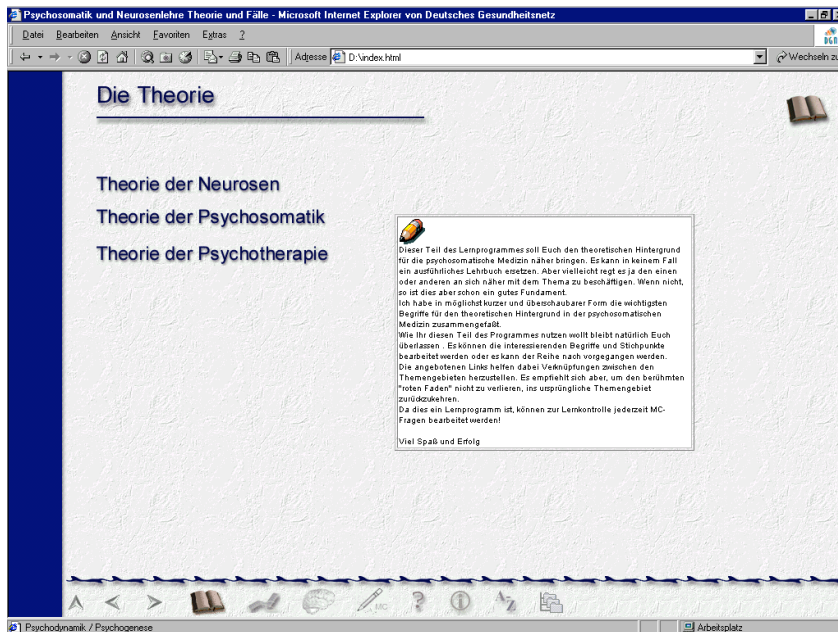 Psychosomatik und Neurosenlehre Theorie und Fälle - Microsoft Internet Explorer von Deutsches Gesundheitsnetz
Datei Bearbeiten Ansicht Favoriten Extras ?
Adresse D:\index.html Wechseln zu
Die Theorie
Theorie der Neurosen
Theorie der Psychosomatik
Theorie der Psychotherapie
Dieser Teil des Lernprogrammes soll Euch den theoretischen Hintergrund
für die psychosomatische Medizin näher bringen. Es kann in keinem Fall
ein ausführliches Lehrbuch ersetzen. Aber vielleicht regt es ja den einen
oder anderen an sich näher mit dem Thema zu beschäftigen. Wenn nicht,
so ist dies aber schon ein gutes Fundament.
Ich habe in möglichst kurzer und überschaubarer Form die wichtigsten
Begriffe für den theoretischen Hintergrund in der psychosomatischen
Medizin zusammengefaßt.
Wie Ihr diesen Teil des Programmes nutzen wollt bleibt natürlich Euch
überlassen . Es können die interessierenden Begriffe und Stichpunkte
bearbeitet werden oder es kann der Reihe nach vorgegangen werden.
Die angebotenen Links helfen dabei Verknüpfungen zwischen den
Themengebieten herzustellen. Es empfiehlt sich aber, um den berühmten
"roten Faden" nicht zu verlieren, ins ursprüngliche Themengebiet
zurückzukehren.
Da dies ein Lernprogramm ist, können zur Lernkontrolle jederzeit MC-
Fragen bearbeitet werden!
Viel Spaß und Erfolg
MC ? i A-Z
Psychodynamik / Psychogenese Arbeitsplatz